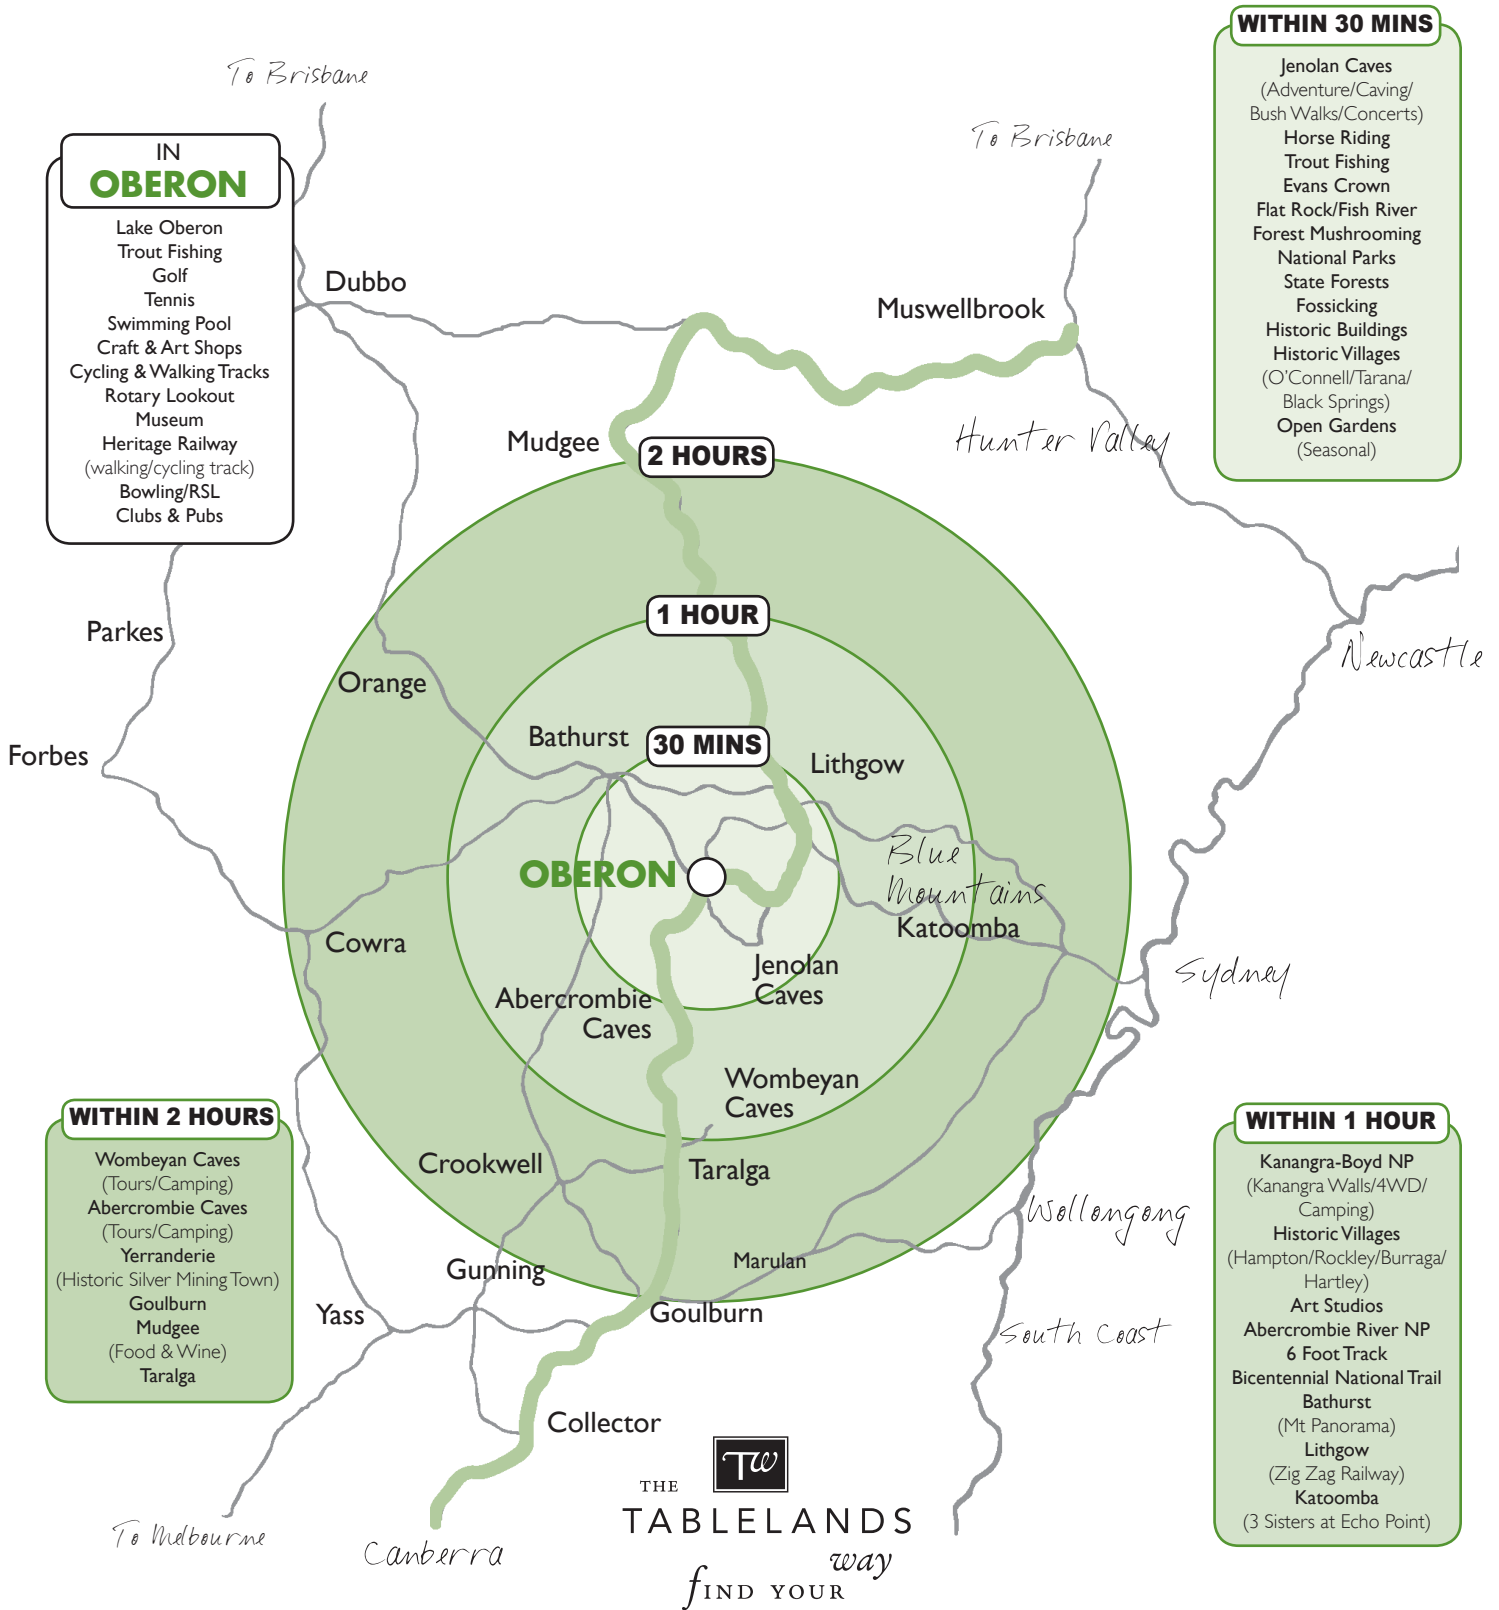 WITHIN 30 MINS
Jenolan Caves
(Adventure/Caving/
Bush Walks/Concerts)
Horse Riding
Trout Fishing
Evans Crown
Flat Rock/Fish River
Forest Mushrooming
National Parks
State Forests
Fossicking
Historic Buildings
Historic Villages
(O'Connell/Tarana/
Black Springs)
Open Gardens
(Seasonal)
To Brisbane
To Brisbane
IN
OBERON
Lake Oberon
Trout Fishing
Golf
Tennis
Swimming Pool
Craft & Art Shops
Cycling & Walking Tracks
Rotary Lookout
Museum
Heritage Railway
(walking/cycling track)
Bowling/RSL
Clubs & Pubs
Dubbo
Muswellbrook
Mudgee
Hunter Valley
2 HOURS
1 HOUR
Parkes
Newcastle
Orange
Bathurst
30 MINS
Forbes
Lithgow
Blue
Mountains
OBERON
Katoomba
Cowra
Jenolan
Caves
Sydney
Abercrombie
Caves
Wombeyan
Caves
WITHIN 2 HOURS
Wombeyan Caves
(Tours/Camping)
Abercrombie Caves
(Tours/Camping)
Yerranderie
(Historic Silver Mining Town)
Goulburn
Mudgee
(Food & Wine)
Taralga
Crookwell
Taralga
Wollongong
Gunning
Marulan
Yass
Goulburn
South Coast
Collector
WITHIN 1 HOUR
Kanangra-Boyd NP
(Kanangra Walls/4WD/
Camping)
Historic Villages
(Hampton/Rockley/Burraga/
Hartley)
Art Studios
Abercrombie River NP
6 Foot Track
Bicentennial National Trail
Bathurst
(Mt Panorama)
Lithgow
(Zig Zag Railway)
Katoomba
(3 Sisters at Echo Point)
To Melbourne
Canberra
TW
THE
TABLELANDS
way
fIND YOUR